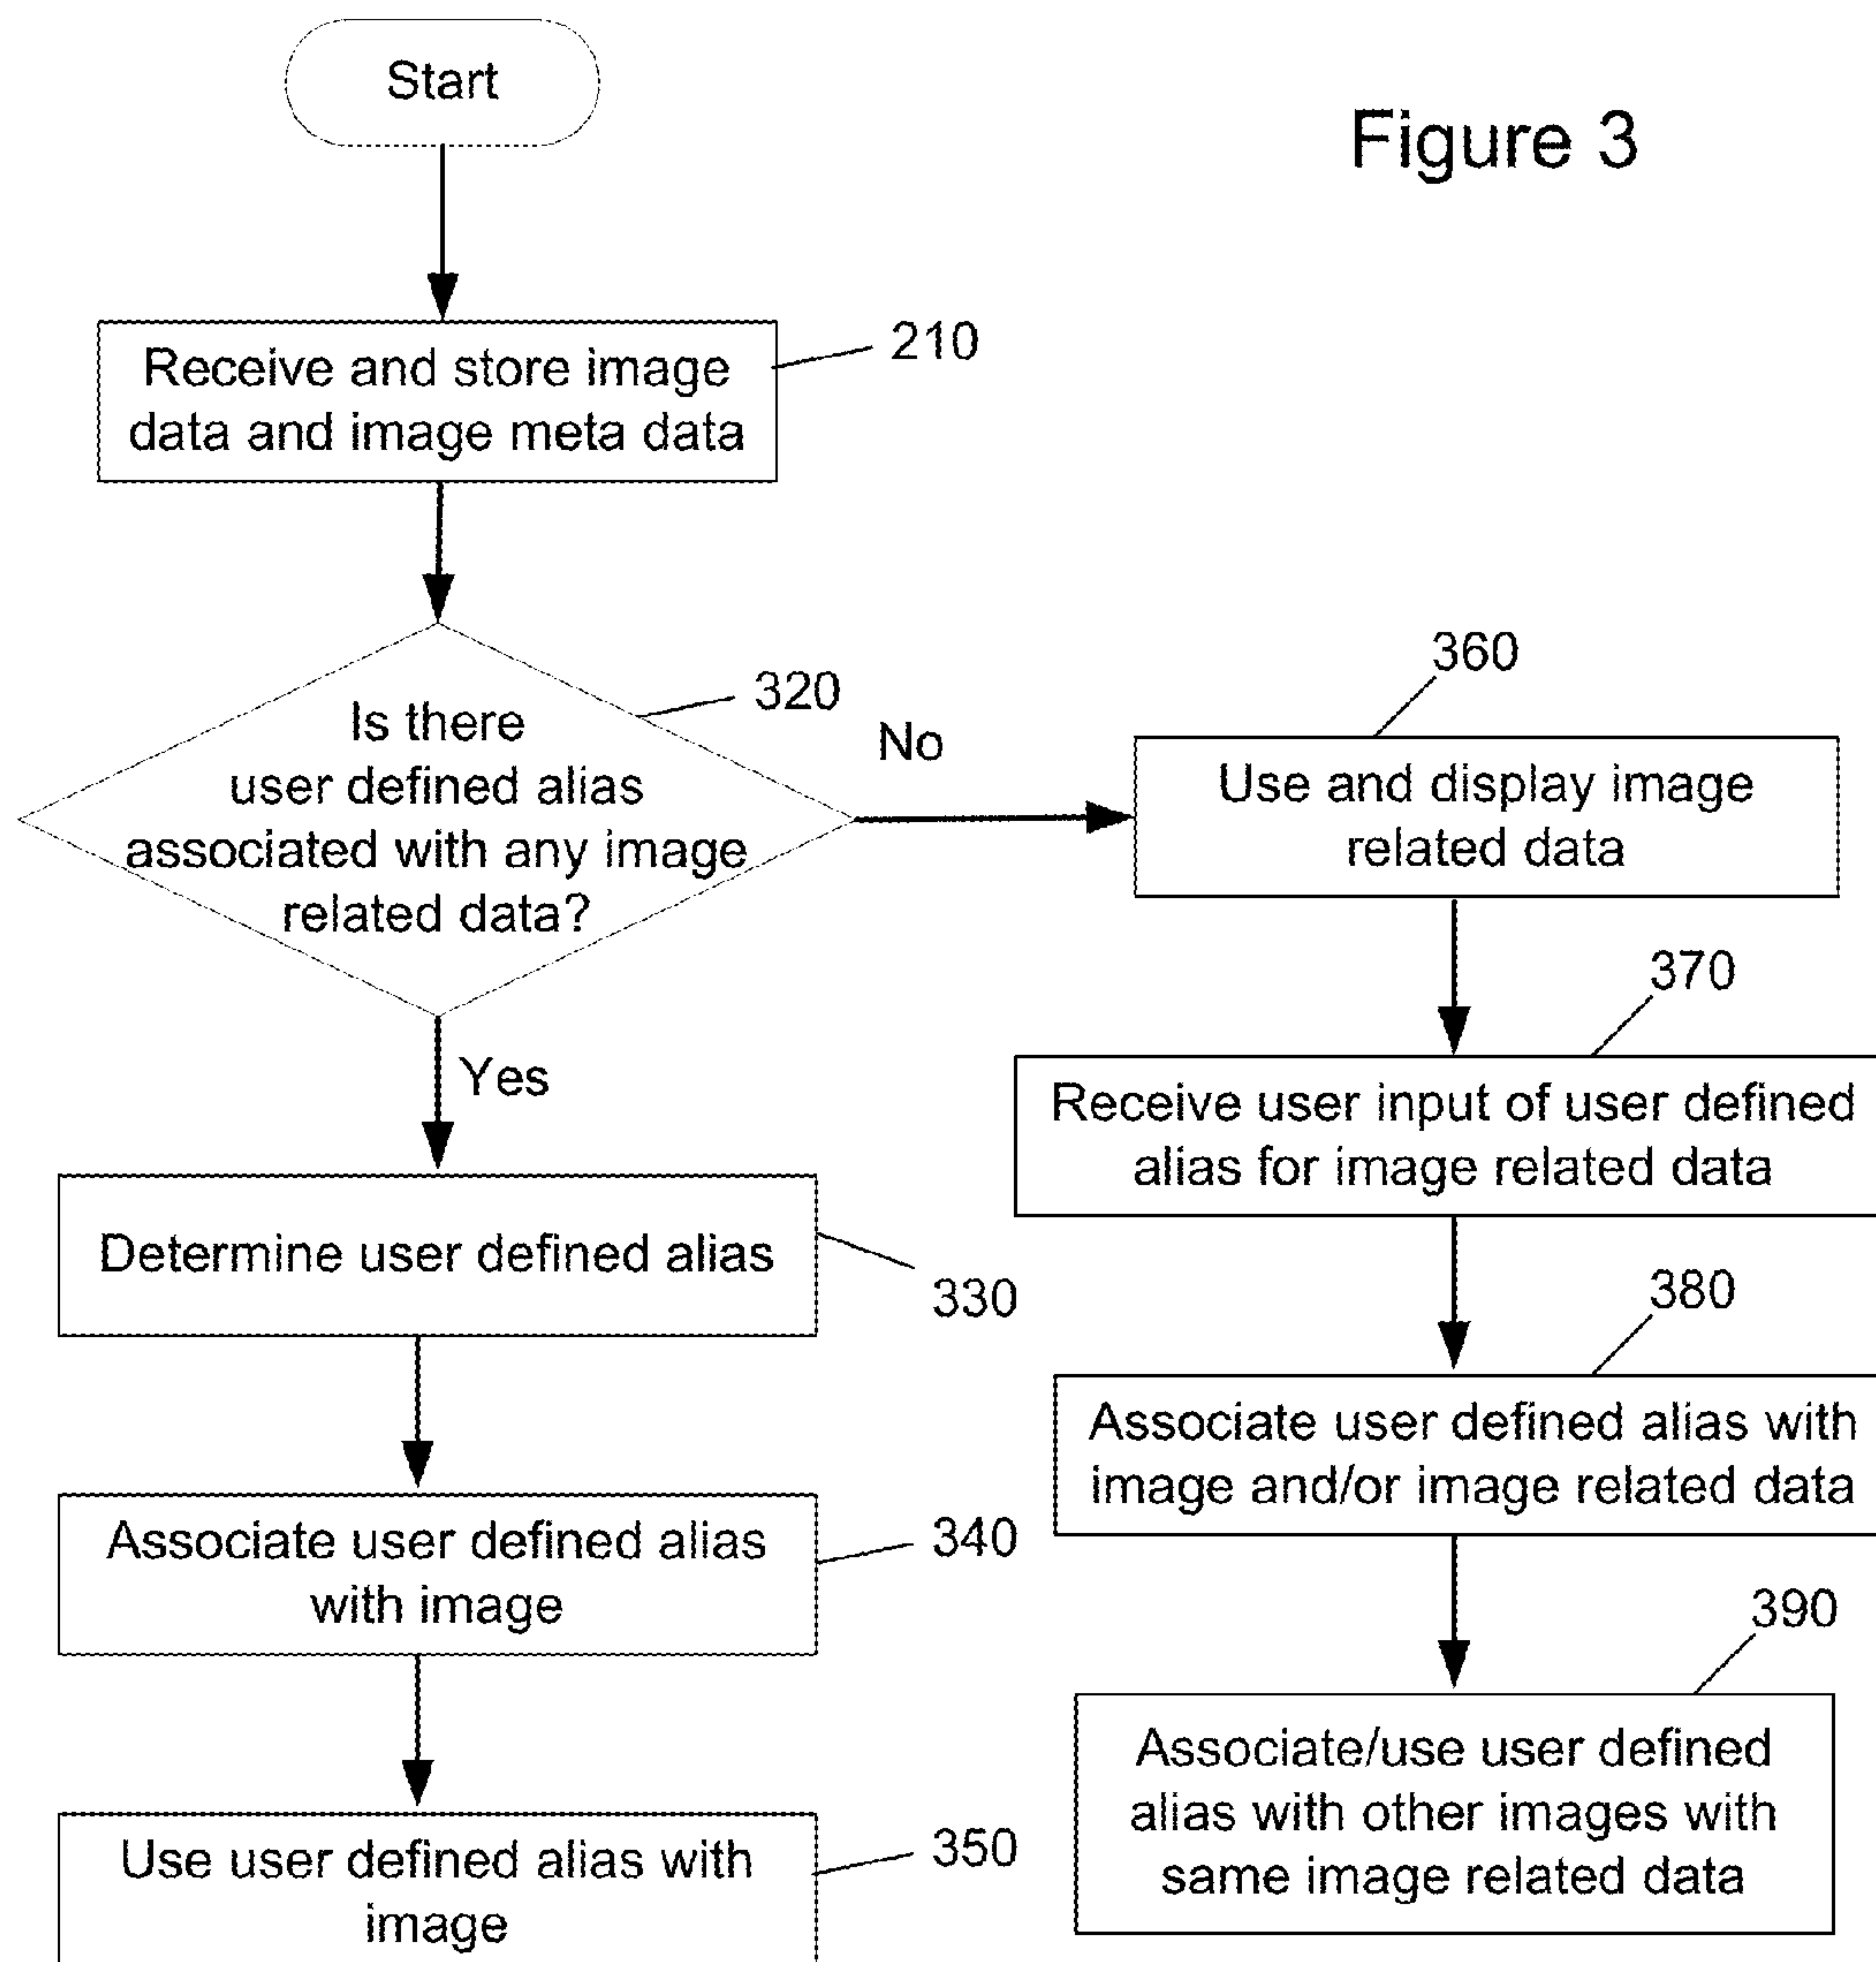 Start
Figure 3
Receive and store image
data and image meta data
210
Is there
user defined alias
associated with any image
related data?
320
No
Yes
Determine user defined alias
330
Associate user defined alias
with image
340
Use user defined alias with
image
350
360
Use and display image
related data
370
Receive user input of user defined
alias for image related data
380
Associate user defined alias with
image and/or image related data
390
Associate/use user defined
alias with other images with
same image related data